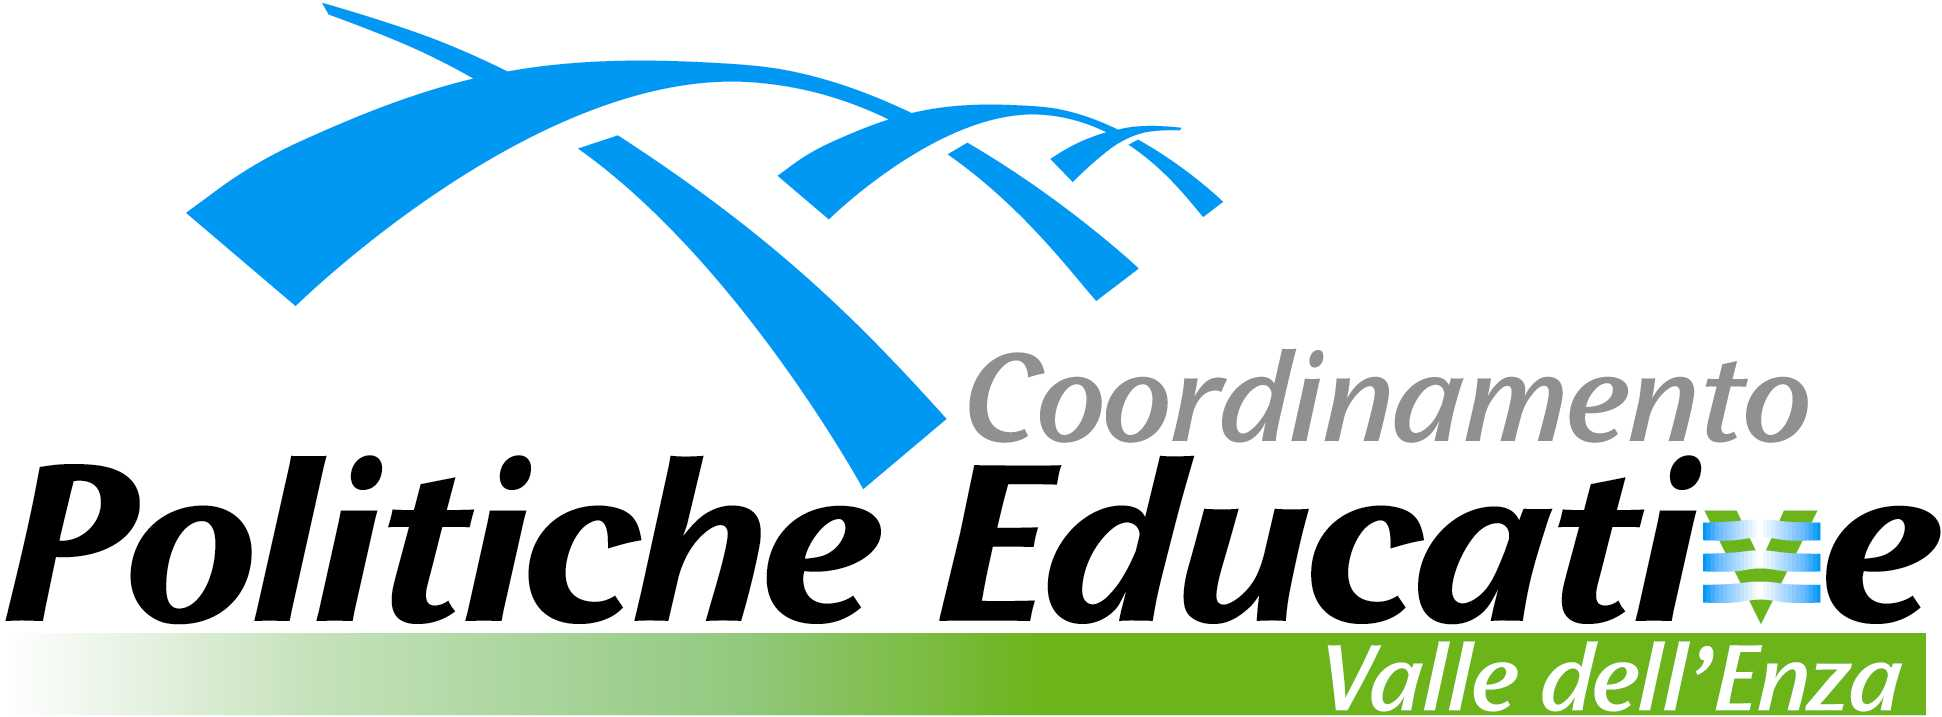 Coordinamento
Politiche Educative
Valle dell'Enza